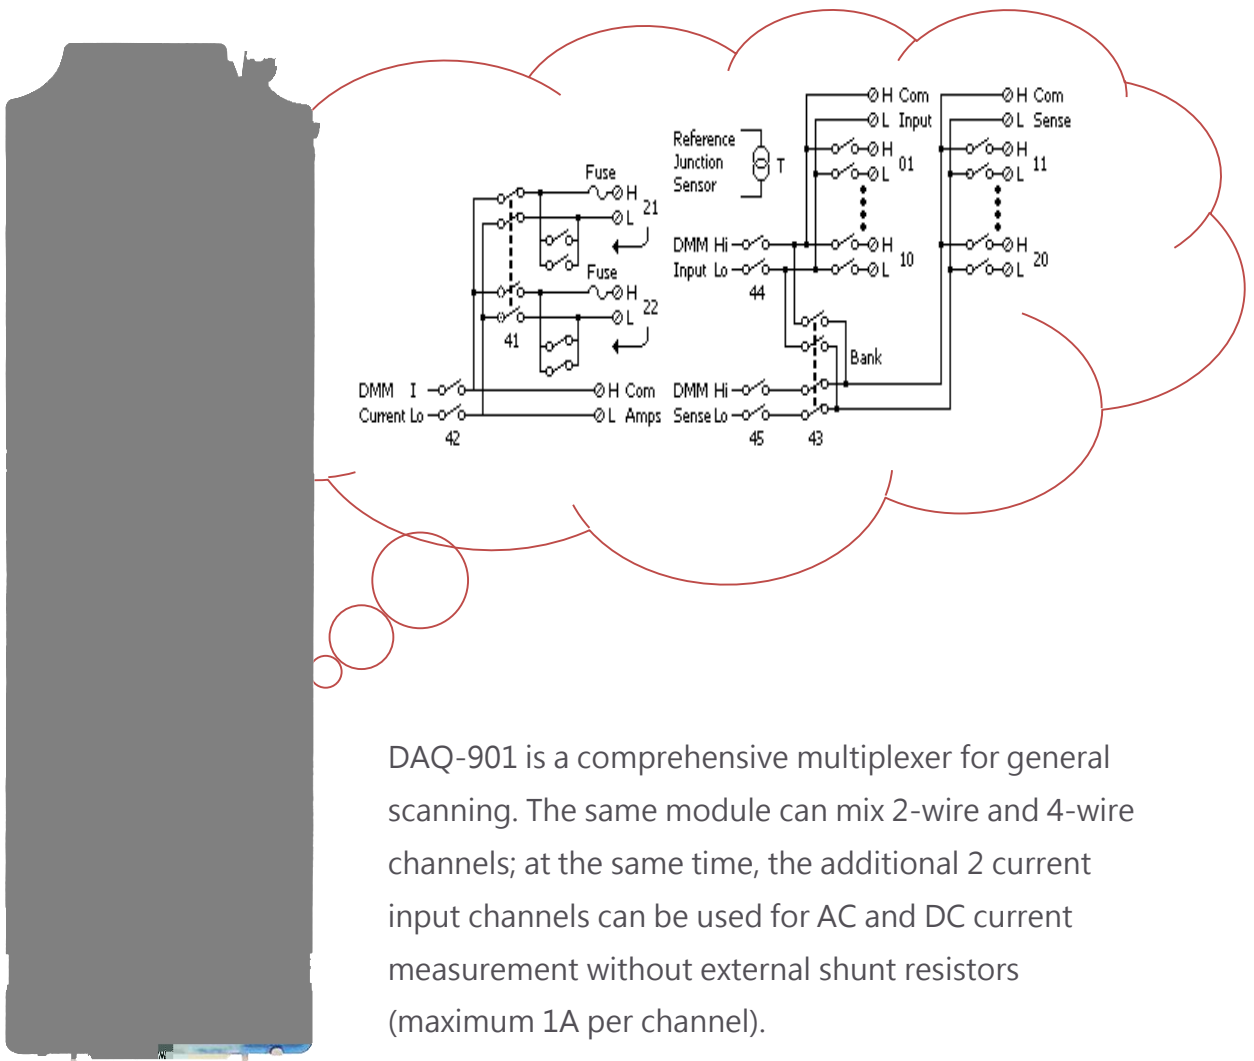 H Com
L Input
H
01
L
H
10
L
H Com
L Sense
H
11
L
H
20
L
Reference
Junction
Sensor
T
DMM Hi
Input Lo
44
Fuse
H
21
L
Fuse
H
22
L
41
Bank
DMM I
Current Lo
42
H Com
L Amps
DMM Hi
Sense Lo
45
43
DAQ-901 is a comprehensive multiplexer for general
scanning. The same module can mix 2-wire and 4-wire
channels; at the same time, the additional 2 current
input channels can be used for AC and DC current
measurement without external shunt resistors
(maximum 1A per channel).